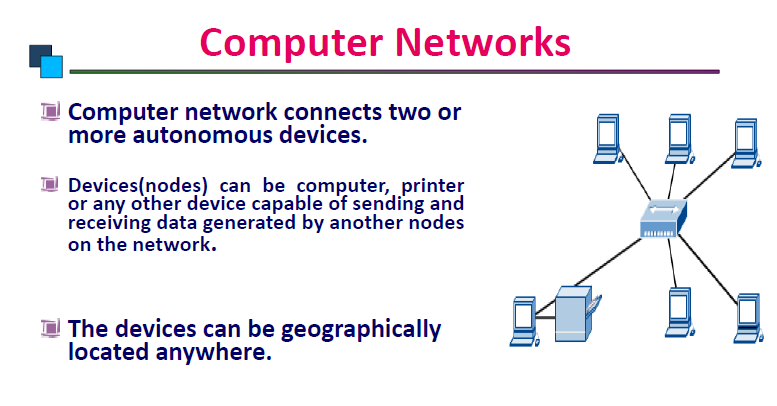 Computer Networks
Computer network connects two or
more autonomous devices.
Devices(nodes) can be computer, printer
or any other device capable of sending and
receiving data generated by another nodes
on the network.
The devices can be geographically
located anywhere.